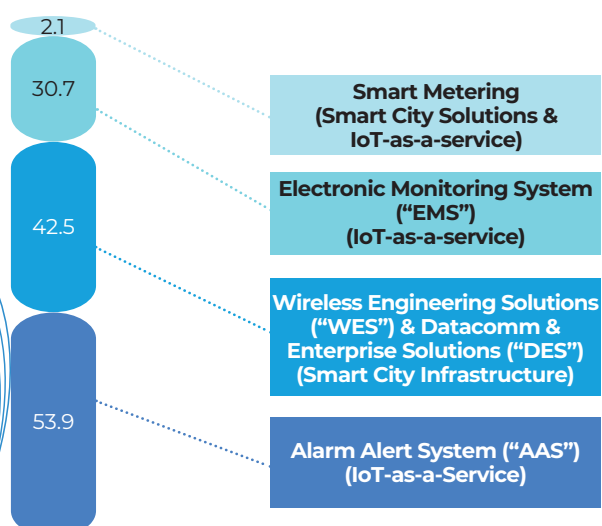 2.1
30.7
42.5
53.9
Smart Metering
(Smart City Solutions &
IoT-as-a-service)
Electronic Monitoring System
(“EMS”)
(IoT-as-a-service)
Wireless Engineering Solutions
(“WES”) & Datacomm &
Enterprise Solutions (“DES”)
(Smart City Infrastructure)
Alarm Alert System (“AAS”)
(IoT-as-a-Service)